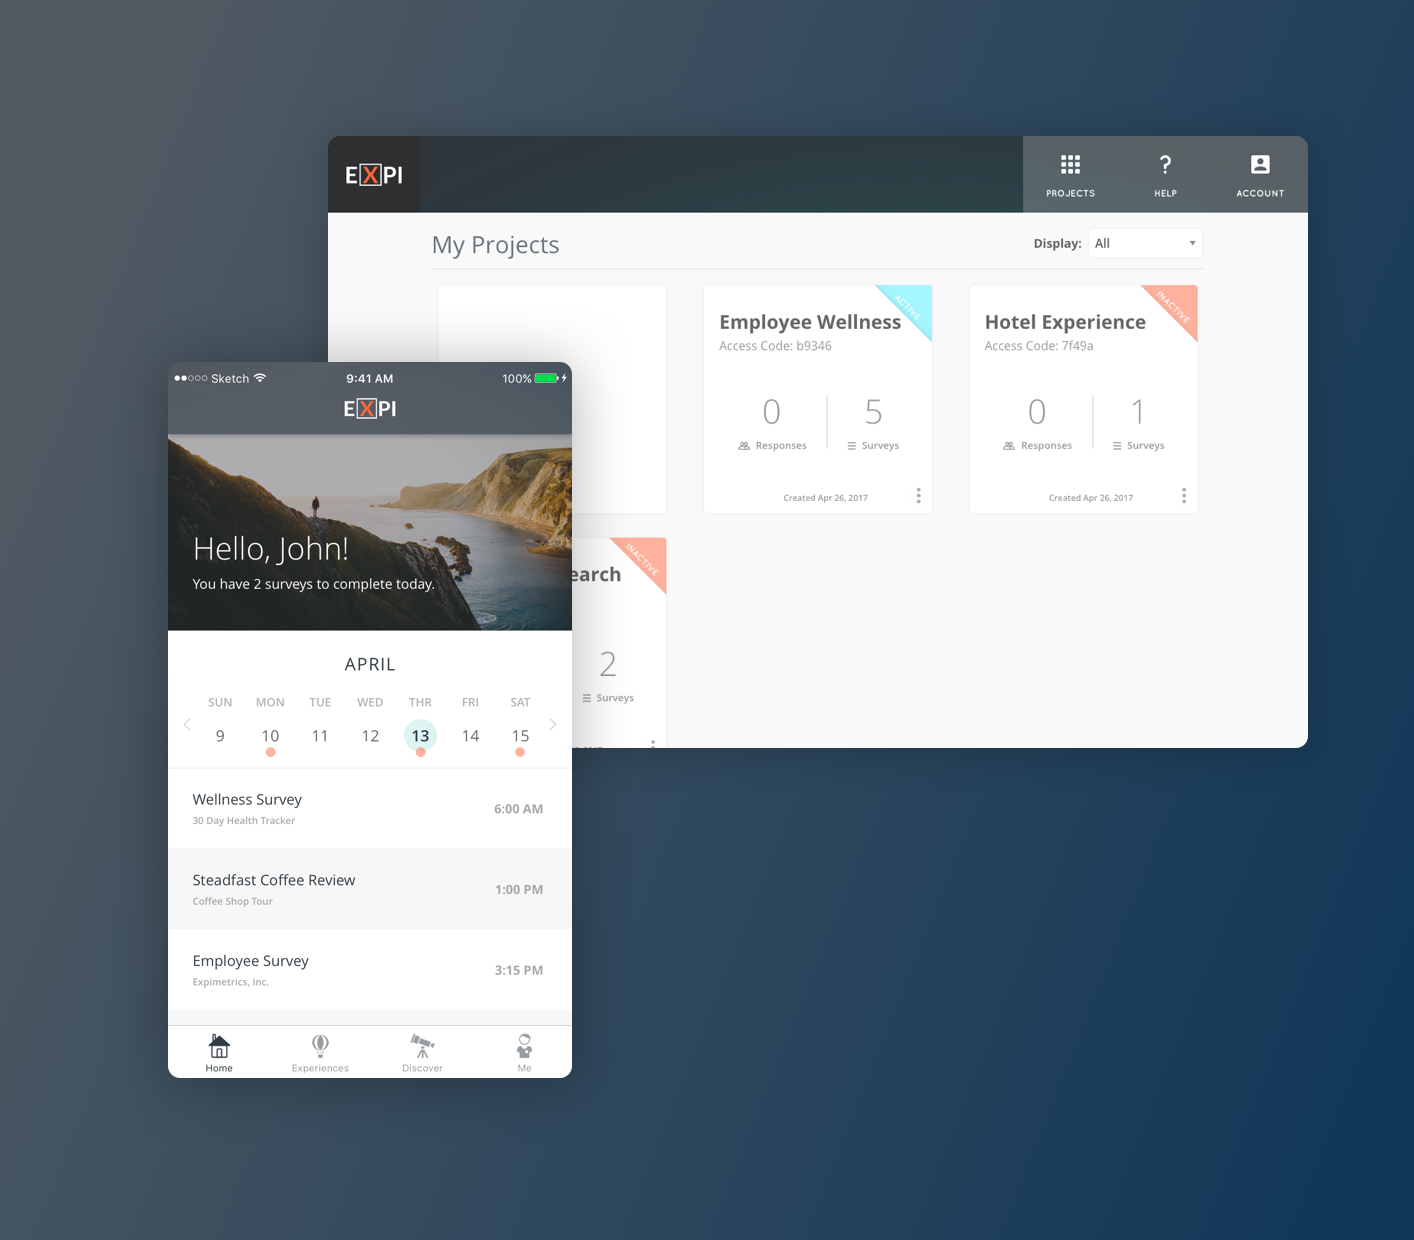 EXPI
PROJECTS
HELP
ACCOUNT
My Projects
Display: All
ACTIVE
Employee Wellness
Access Code: b9346
0
5
Responses
Surveys
Created Apr 26, 2017
INACTIVE
Hotel Experience
Access Code: 7f49a
0
1
Responses
Surveys
Created Apr 26, 2017
INACTIVE
earch
2
Surveys
Sketch
9:41 AM
100%
EXPI
Hello, John!
You have 2 surveys to complete today.
APRIL
SUN MON TUE WED THR FRI SAT
9 10 11 12 13 14 15
Wellness Survey
30 Day Health Tracker
6:00 AM
Steadfast Coffee Review
Coffee Shop Tour
1:00 PM
Employee Survey
Expimetrics, Inc.
3:15 PM
Home
Experiences
Discover
Me